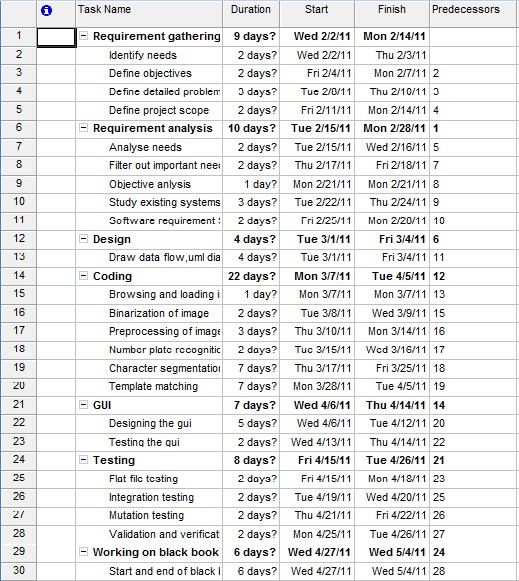 Task Name Duration Start Finish Predecessors
1 Requirement gathering 9 days? Wed 2/2/11 Mon 2/14/11
2 Identify needs 2 days? Wed 2/2/11 Thu 2/3/11
3 Define objectives 2 days? Fri 2/4/11 Mon 2/7/11 2
4 Define detailed problem 3 days? Tue 2/8/11 Thu 2/10/11 3
5 Define project scope 2 days? Fri 2/11/11 Mon 2/14/11 4
6 Requirement analysis 10 days? Tue 2/15/11 Mon 2/28/11 1
7 Analyse needs 2 days? Tue 2/15/11 Wed 2/16/11 5
8 Filter out important need 2 days? Thu 2/17/11 Fri 2/18/11 7
9 Objective anlysis 1 day? Mon 2/21/11 Mon 2/21/11 8
10 Study existing systems 3 days? Tue 2/22/11 Thu 2/24/11 9
11 Software requirement 2 days? Fri 2/25/11 Mon 2/28/11 10
12 Design 4 days? Tue 3/1/11 Fri 3/4/11 6
13 Draw data flow,uml dia 4 days? Tue 3/1/11 Fri 3/4/11 11
14 Coding 22 days? Mon 3/7/11 Tue 4/5/11 12
15 Browsing and loading i 1 day? Mon 3/7/11 Mon 3/7/11 13
16 Binarization of image 2 days? Tue 3/8/11 Wed 3/9/11 15
17 Preprocessing of image 3 days? Thu 3/10/11 Mon 3/14/11 16
18 Number plate recognitic 2 days? Tue 3/15/11 Wed 3/16/11 17
19 Character segmentation 7 days? Thu 3/17/11 Fri 3/25/11 18
20 Template matching 7 days? Mon 3/28/11 Tue 4/5/11 19
21 GUI 7 days? Wed 4/6/11 Thu 4/14/11 14
22 Designing the gui 5 days? Wed 4/6/11 Tue 4/12/11 20
23 Testing the gui 2 days? Wed 4/13/11 Thu 4/14/11 22
24 Testing 8 days? Fri 4/15/11 Tue 4/26/11 21
25 Flat file testing 2 days? Fri 4/15/11 Mon 4/18/11 23
26 Integration testing 2 days? Tue 4/19/11 Wed 4/20/11 25
27 Mutation testing 2 days? Thu 4/21/11 Fri 4/22/11 26
28 Validation and verificat 2 days? Mon 4/25/11 Tue 4/26/11 27
29 Working on black book 6 days? Wed 4/27/11 Wed 5/4/11 24
30 Start and end of black 6 days? Wed 4/27/11 Wed 5/4/11 28